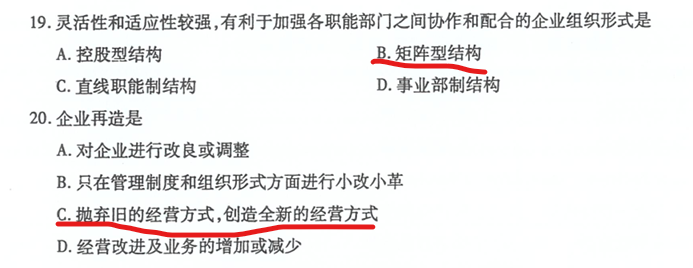 19. 灵活性和适应性较强,有利于加强各职能部门之间协作和配合的企业组织形式是
A. 控股型结构 B. 矩阵型结构
C. 直线职能制结构 D. 事业部制结构
20. 企业再造是
A. 对企业进行改良或调整
B. 只在管理制度和组织形式方面进行小改小革
C. 抛弃旧的经营方式,创造全新的经营方式
D. 经营改进及业务的增加或减少